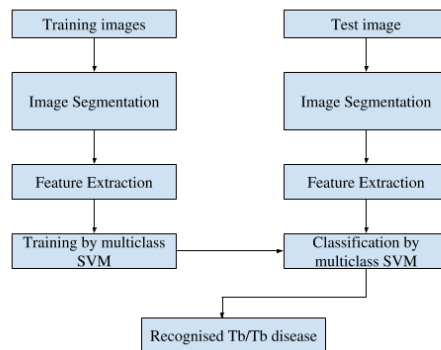 Training images
Test image
Image Segmentation
Image Segmentation
Feature Extraction
Feature Extraction
Training by multiclass
SVM
Classification by
multiclass SVM
Recognised Tb/Tb disease